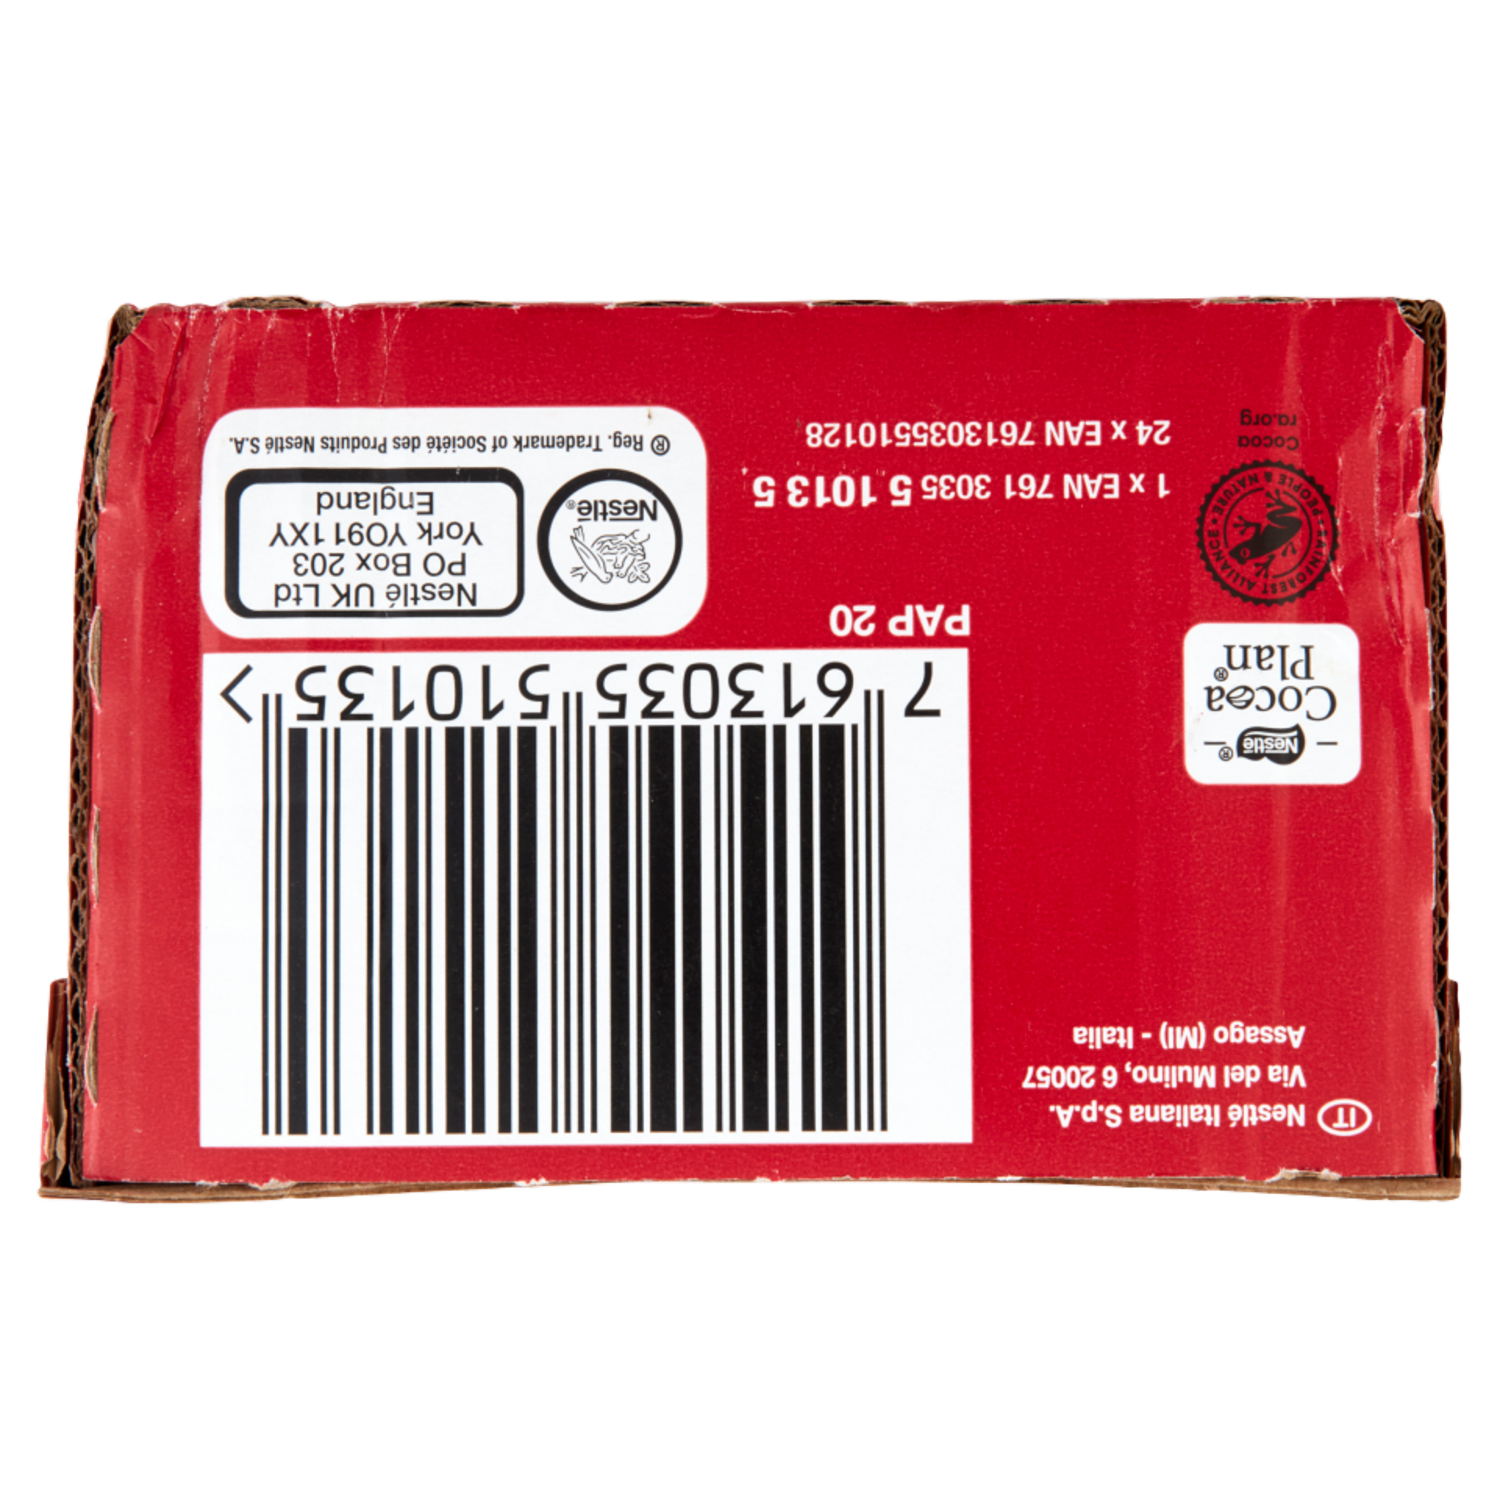 IT Nestlé Italiana S.p.A.
Via del Mulino, 6 20057
Assago (MI) - Italia
Nestlé®
Cocoa
Plan®
RAINFOREST ALLIANCE • PEOPLE & NATURE •
Cocoa
ra.org
7 613035 510135 >
PAP 20
1 x EAN 761 3035 5 1013 5
24 x EAN 7613035510128
Nestlé®
Nestlé UK Ltd
PO Box 203
York YO91 1XY
England
® Reg. Trademark of Société des Produits Nestlé S.A.